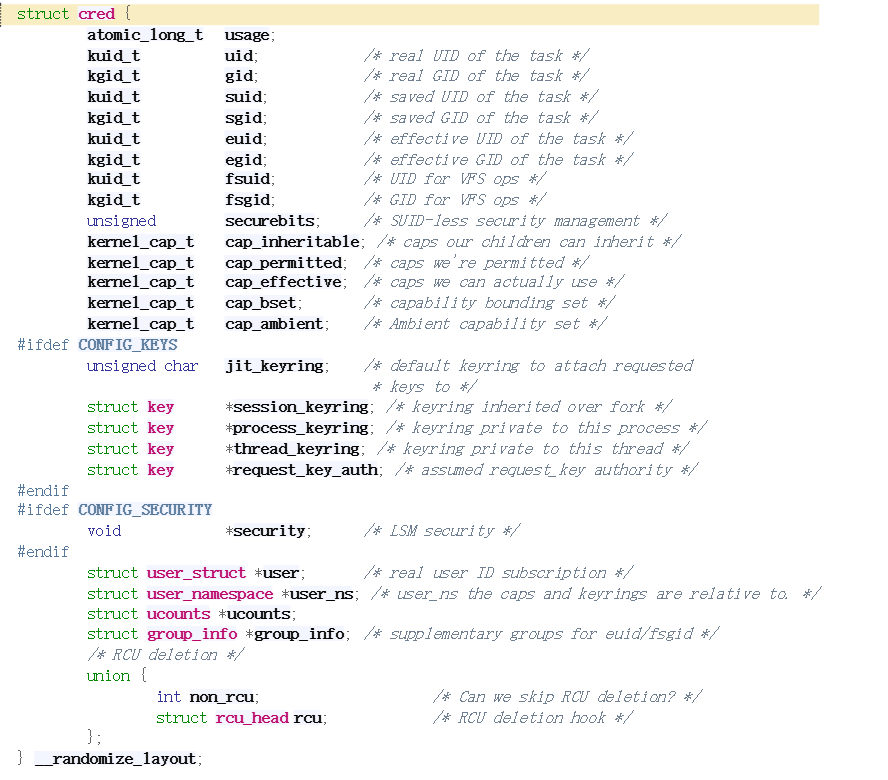 struct cred {
        atomic_long_t   usage;
        kuid_t          uid;            /* real UID of the task */
        kgid_t          gid;            /* real GID of the task */
        kuid_t          suid;           /* saved UID of the task */
        kgid_t          sgid;           /* saved GID of the task */
        kuid_t          euid;           /* effective UID of the task */
        kgid_t          egid;           /* effective GID of the task */
        kuid_t          fsuid;          /* UID for VFS ops */
        kgid_t          fsgid;          /* GID for VFS ops */
        unsigned        securebits;     /* SUID-less security management */
        kernel_cap_t    cap_inheritable; /* caps our children can inherit */
        kernel_cap_t    cap_permitted;  /* caps we're permitted */
        kernel_cap_t    cap_effective;  /* caps we can actually use */
        kernel_cap_t    cap_bset;       /* capability bounding set */
        kernel_cap_t    cap_ambient;    /* Ambient capability set */
#ifdef CONFIG_KEYS
        unsigned char   jit_keyring;    /* default keyring to attach requested
                                         * keys to */
        struct key      *session_keyring; /* keyring inherited over fork */
        struct key      *process_keyring; /* keyring private to this process */
        struct key      *thread_keyring; /* keyring private to this thread */
        struct key      *request_key_auth; /* assumed request_key authority */
#endif
#ifdef CONFIG_SECURITY
        void            *security;      /* LSM security */
#endif
        struct user_struct *user;       /* real user ID subscription */
        struct user_namespace *user_ns; /* user_ns the caps and keyrings are relative to. */
        struct ucounts *ucounts;
        struct group_info *group_info;  /* supplementary groups for euid/fsgid */
        /* RCU deletion */
        union {
                int non_rcu;                    /* Can we skip RCU deletion? */
                struct rcu_head rcu;            /* RCU deletion hook */
        };
} __randomize_layout;